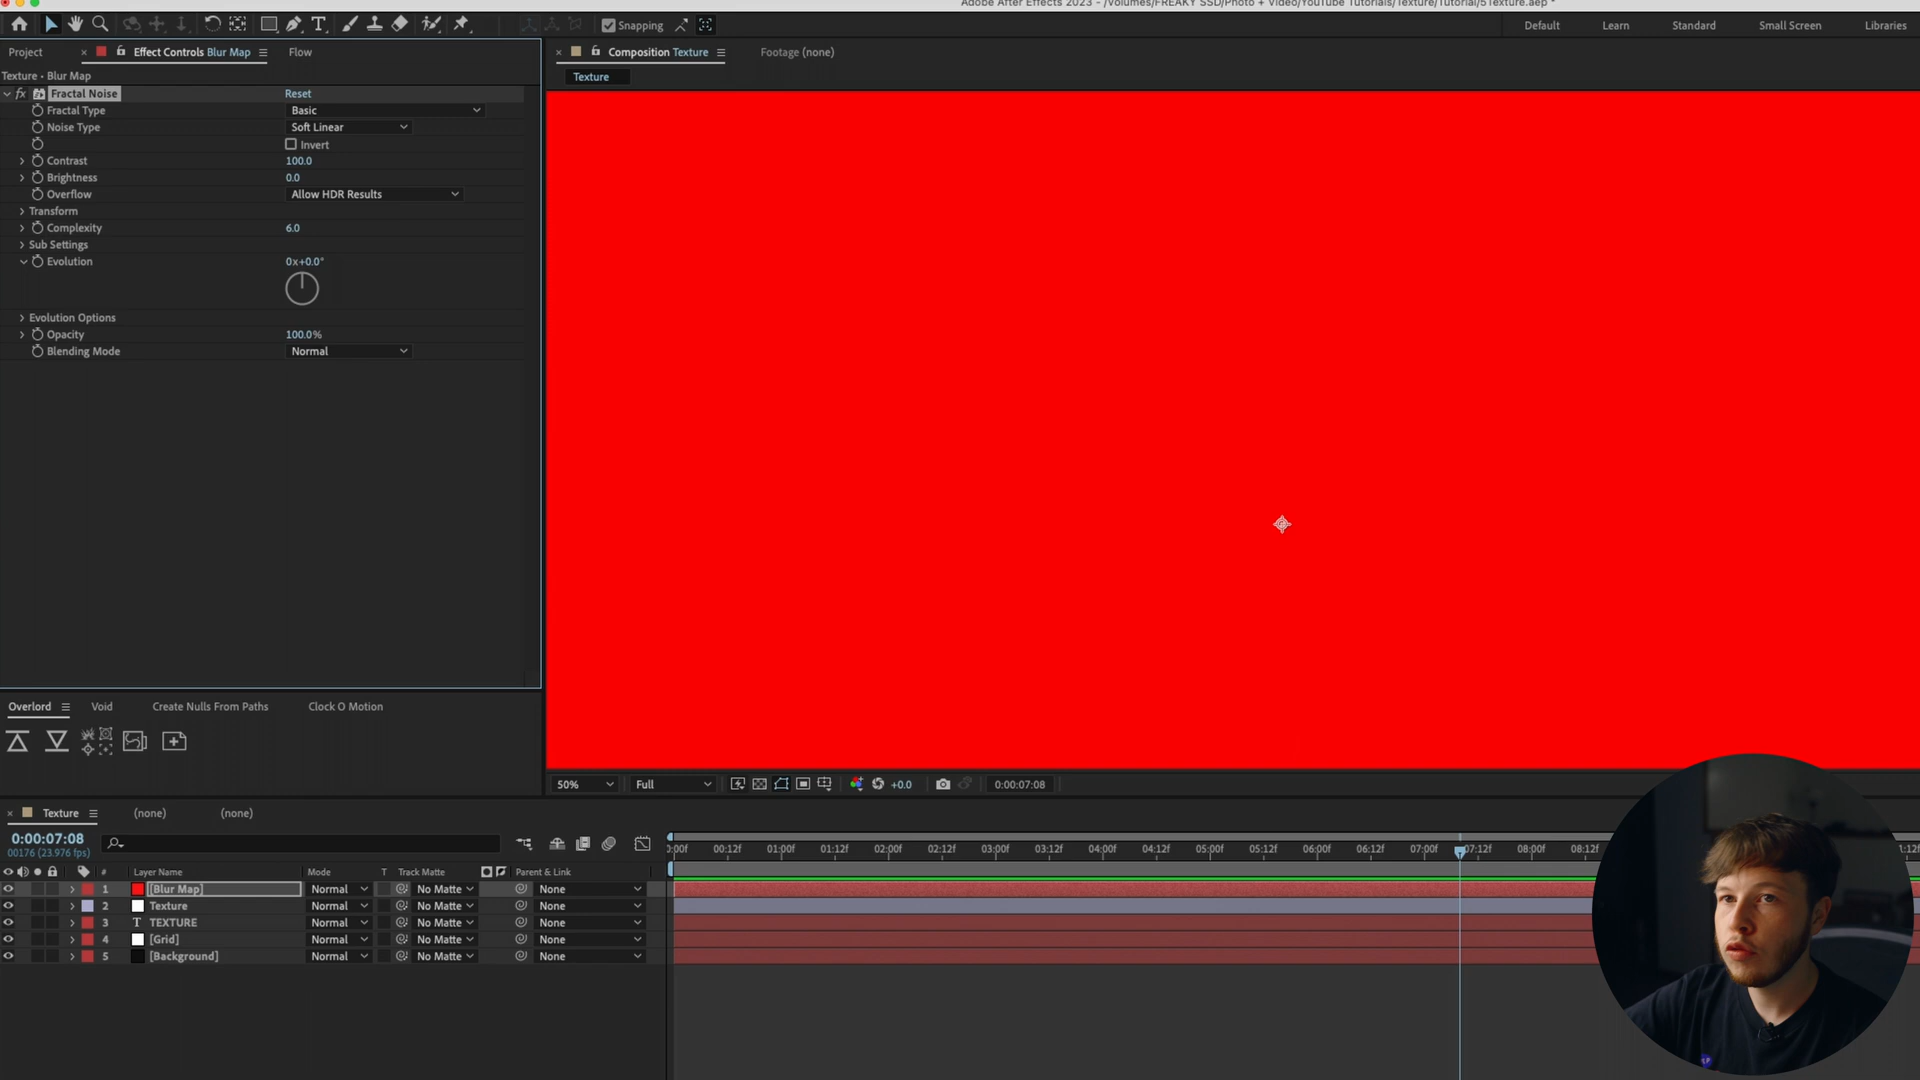 Adobe After Effects 2023 - /Volumes/FREAKY SSD/Photo + Video/YouTube Tutorials/Texture/Tutorial/5Texture.aep *
Snapping
Default
Learn
Standard
Small Screen
Libraries
Project
Effect Controls Blur Map
Flow
Composition Texture
Footage (none)
Texture • Blur Map
Texture
fx Fractal Noise Reset
Fractal Type Basic
Noise Type Soft Linear
Invert
Contrast 100.0
Brightness 0.0
Overflow Allow HDR Results
Transform
Complexity 6.0
Sub Settings
Evolution 0x+0.0°
Evolution Options
Opacity 100.0%
Blending Mode Normal
Overlord
Void
Create Nulls From Paths
Clock O Motion
50%
Full
+0.0
0:00:07:08
Texture
(none)
(none)
0:00:07:08
00176 (23.976 fps)
:00f 00:12f 01:00f 01:12f 02:00f 02:12f 03:00f 03:12f 04:00f 04:12f 05:00f 05:12f 06:00f 06:12f 07:00f 07:12f 08:00f 08:12f 1:12f
# Layer Name Mode T Track Matte Parent & Link
1 [Blur Map] Normal No Matte None
2 Texture Normal No Matte None
3 T TEXTURE Normal No Matte None
4 [Grid] Normal No Matte None
5 [Background] Normal No Matte None